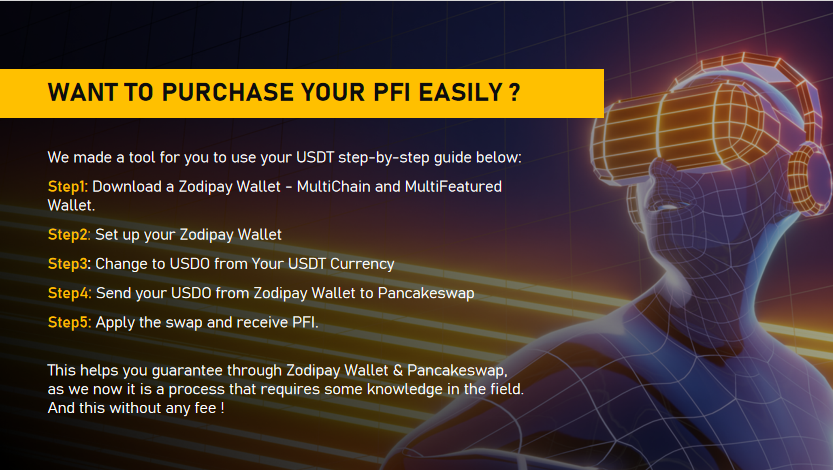 WANT TO PURCHASE YOUR PFI EASILY ?
We made a tool for you to use your USDT step-by-step guide below:
Step1: Download a Zodipay Wallet - MultiChain and MultiFeatured
Wallet.
Step2: Set up your Zodipay Wallet
Step3: Change to USDO from Your USDT Currency
Step4: Send your USDO from Zodipay Wallet to Pancakeswap
Step5: Apply the swap and receive PFI.
This helps you guarantee through Zodipay Wallet & Pancakeswap,
as we now it is a process that requires some knowledge in the field.
And this without any fee !